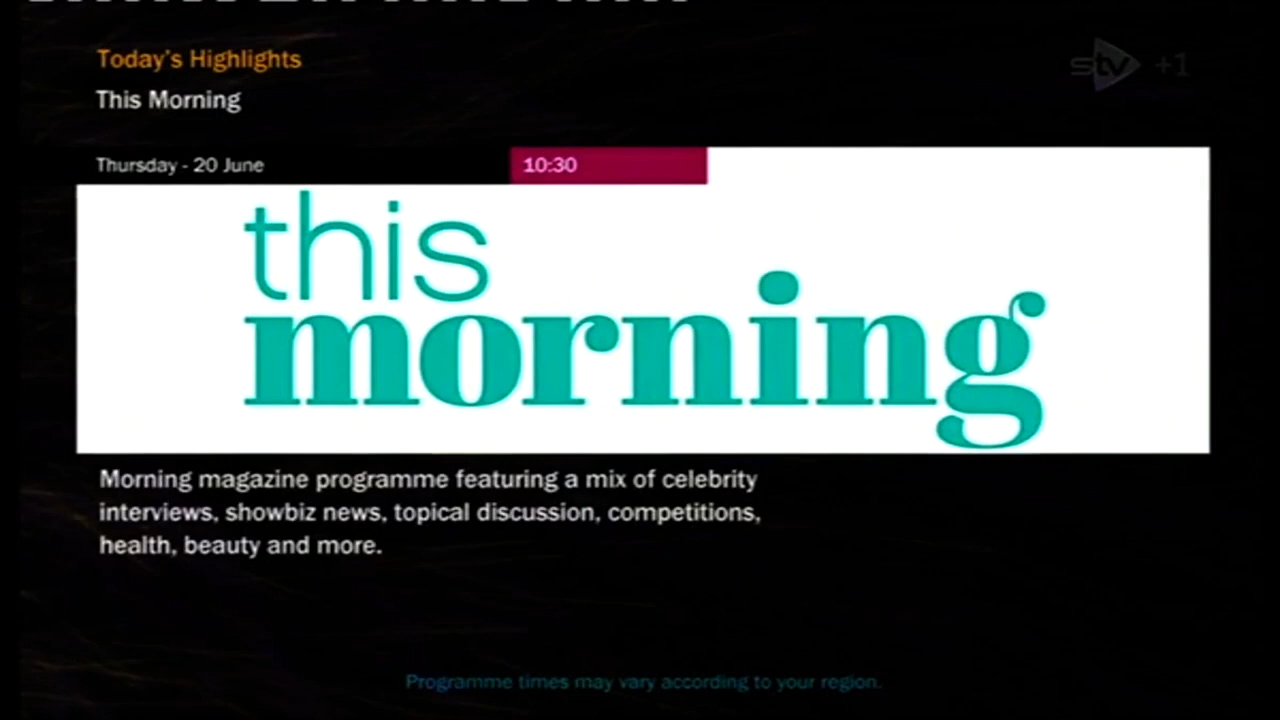 Today's Highlights
stv +1
This Morning
Thursday - 20 June
10:30
this
morning
Morning magazine programme featuring a mix of celebrity
interviews, showbiz news, topical discussion, competitions,
health, beauty and more.
Programme times may vary according to your region.